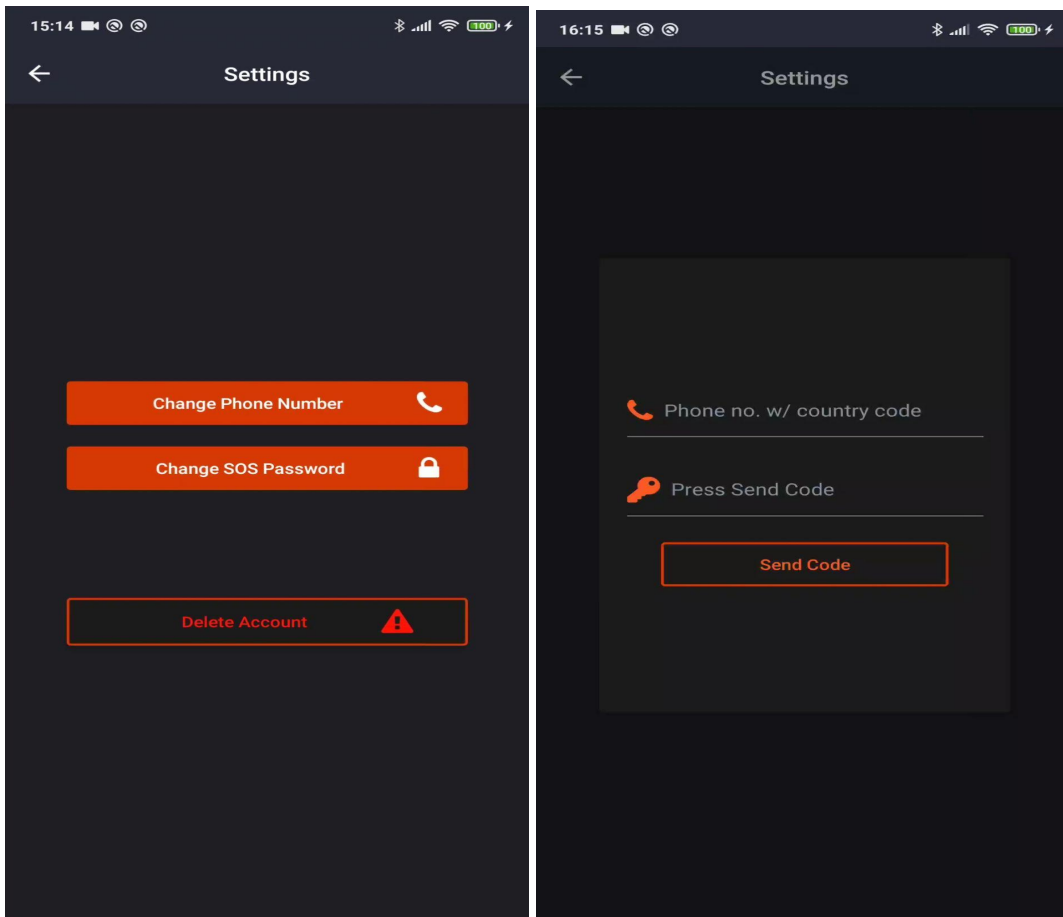 15:14
100
Settings
Change Phone Number
Change SOS Password
Delete Account
16:15
100
Settings
Phone no. w/ country code
Press Send Code
Send Code